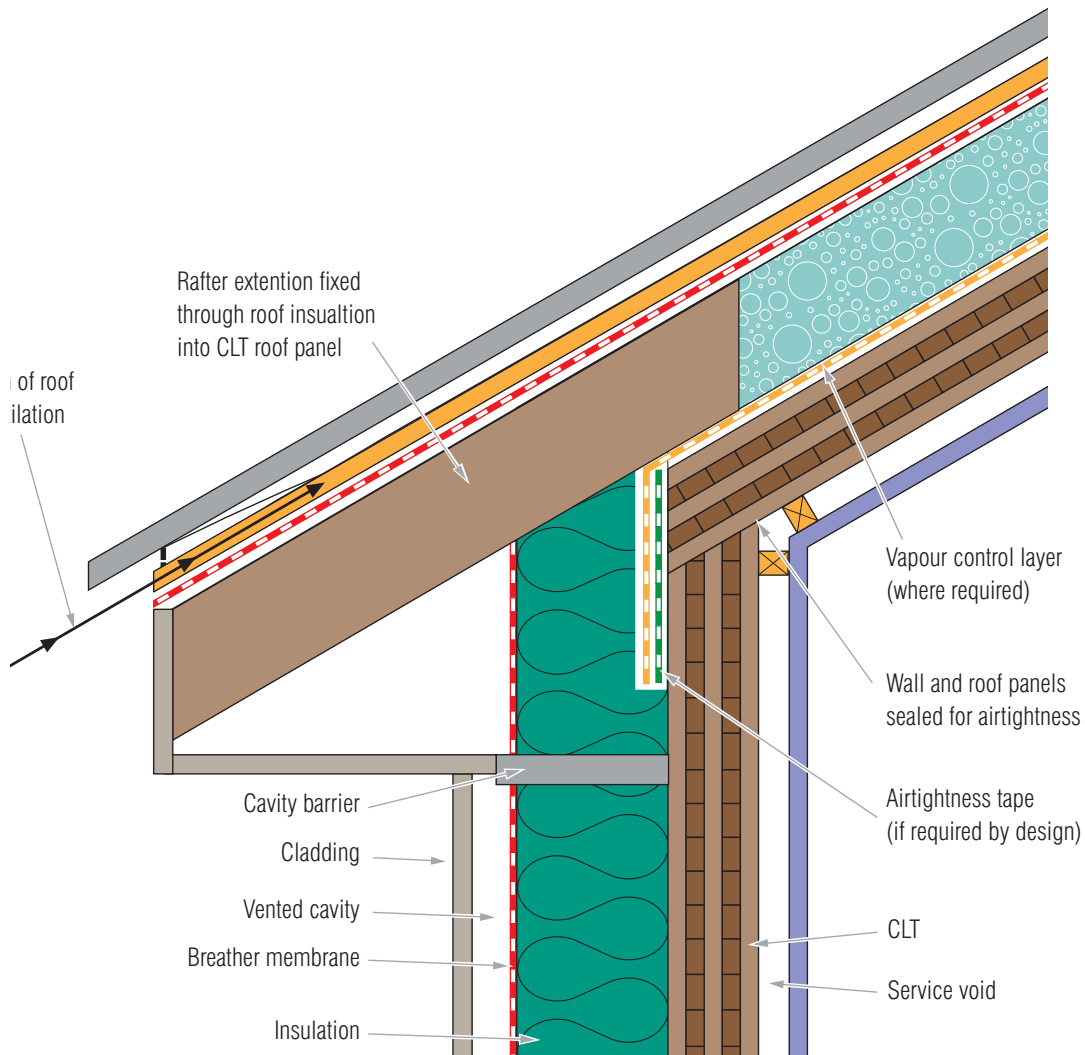 Rafter extention fixed
through roof insualtion
into CLT roof panel
of roof
Vapour control layer
(where required)
Wall and roof panels
sealed for airtightness
Airtightness tape
(if required by design)
Cavity barrier
Cladding
Vented cavity
Breather membrane
Insulation
CLT
Service void